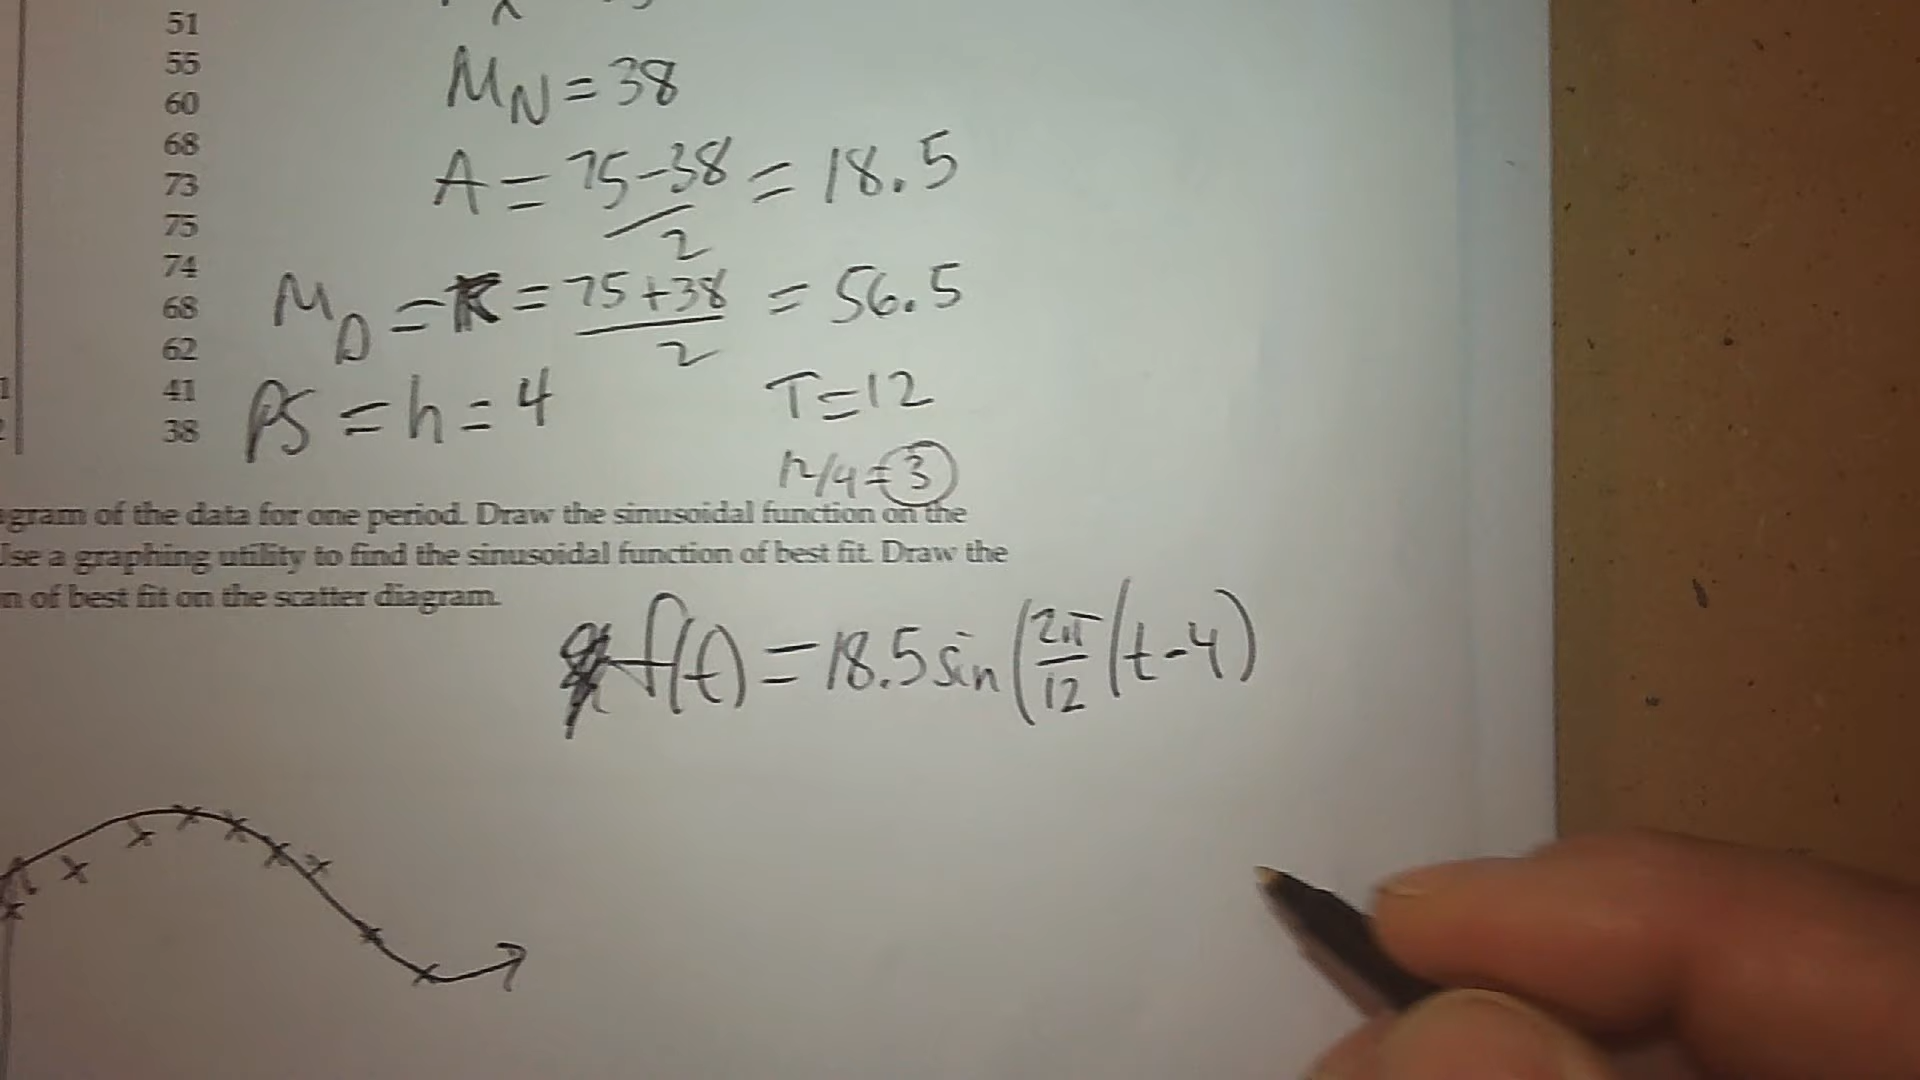 51
55
60
68
73
75
74
68
62
41
38
MN = 38
A = 75-38/2 = 18.5
MD = K = 75+38/2 = 56.5
PS = h = 4
T = 12
12/4 = 3
gram of the data for one period. Draw the sinusoidal function on the
Use a graphing utility to find the sinusoidal function of best fit. Draw the
n of best fit on the scatter diagram.
f(t) = 18.5 sin(2π/12(t-4)